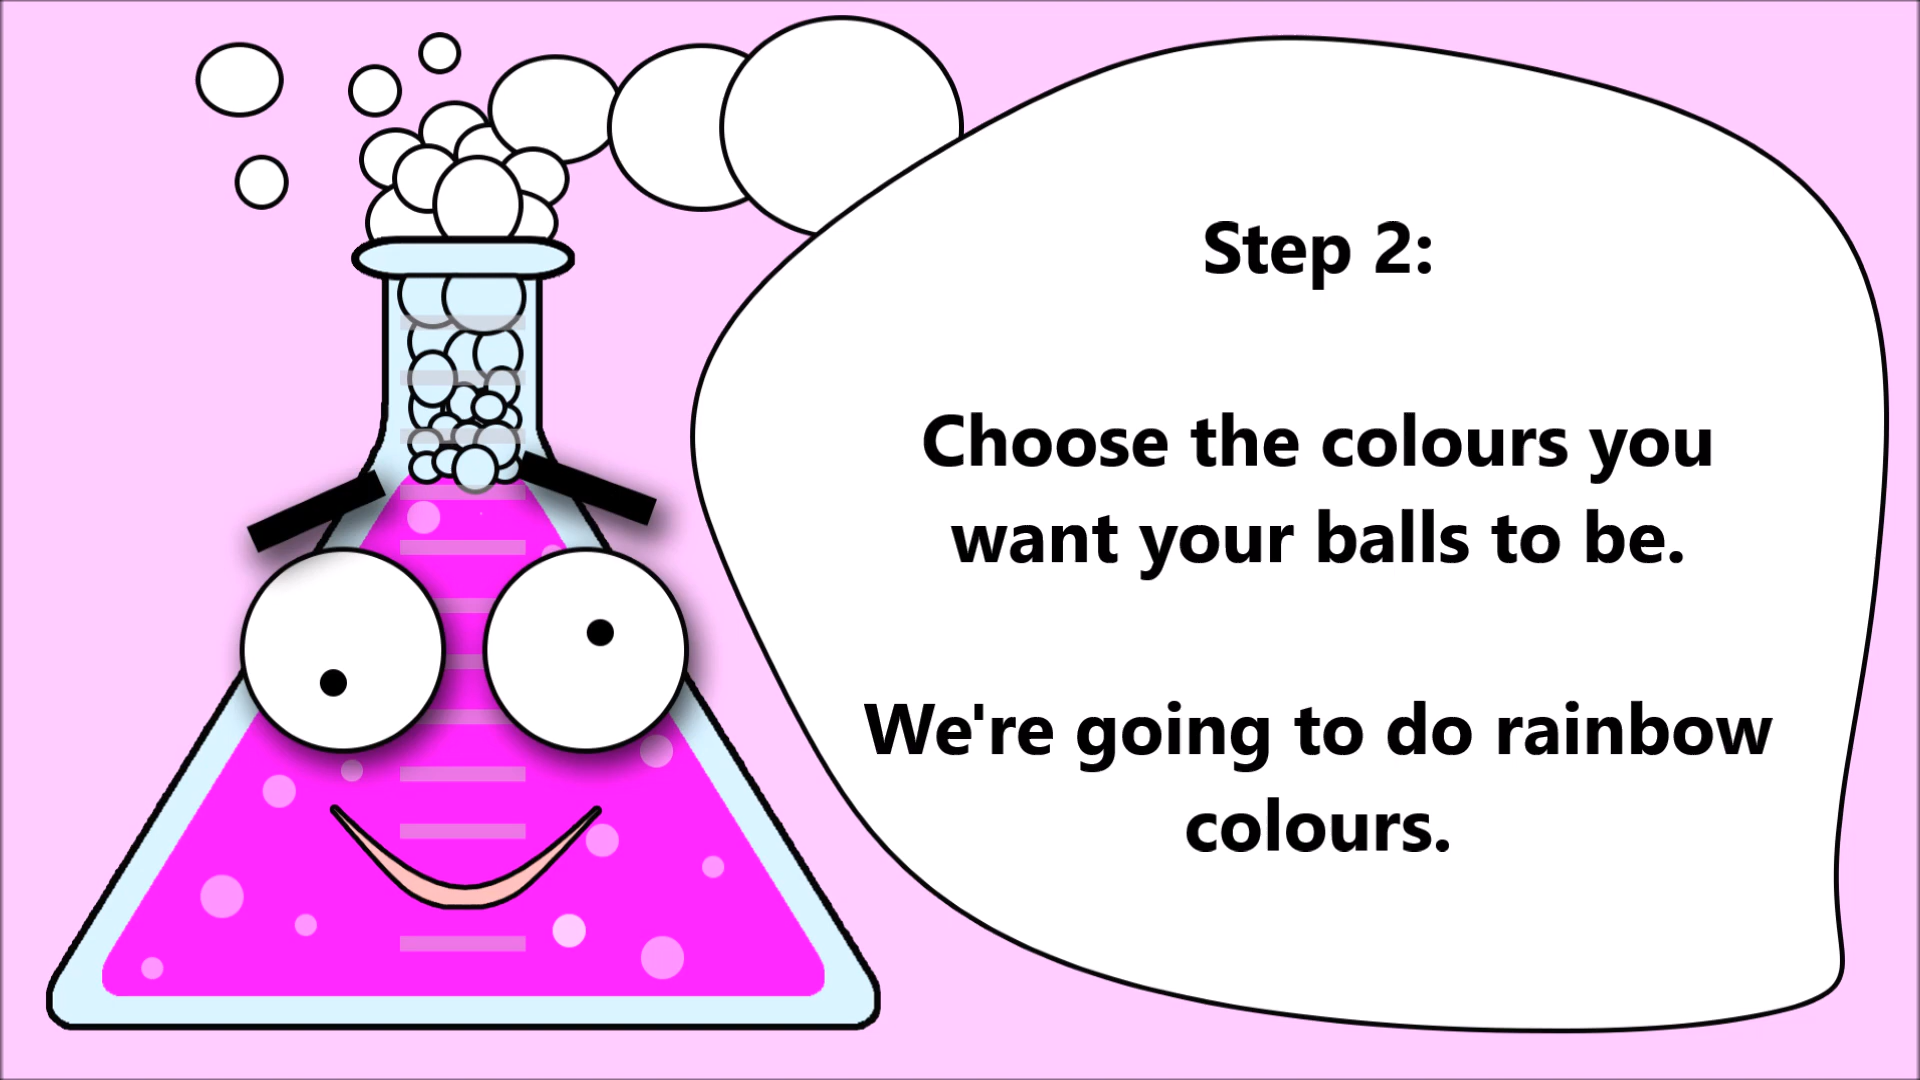 Step 2:
Choose the colours you
want your balls to be.
We're going to do rainbow
colours.